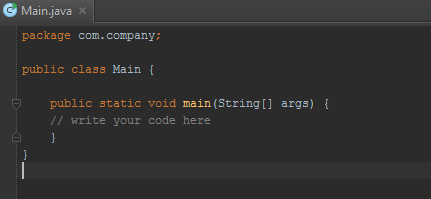 Main.java
package com.company;
public class Main {
public static void main(String[] args) {
// write your code here
}
}